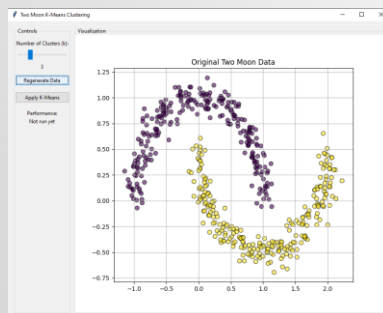 Two Moon K-Means Clustering
Controls
Visualization
Number of Clusters (k):
Regenerate Data
Apply K-Means
Performance
Not run yet
Original Two Moon Data
1.25
1.00
0.75
0.50
0.25
0.00
−0.25
−0.50
−0.75
−1.0 −0.5 0.0 0.5 1.0 1.5 2.0